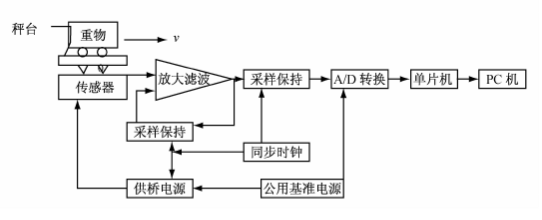 秤台
重物
v
传感器
放大滤波
采样保持
A/D 转换
单片机
PC 机
采样保持
同步时钟
供桥电源
公用基准电源